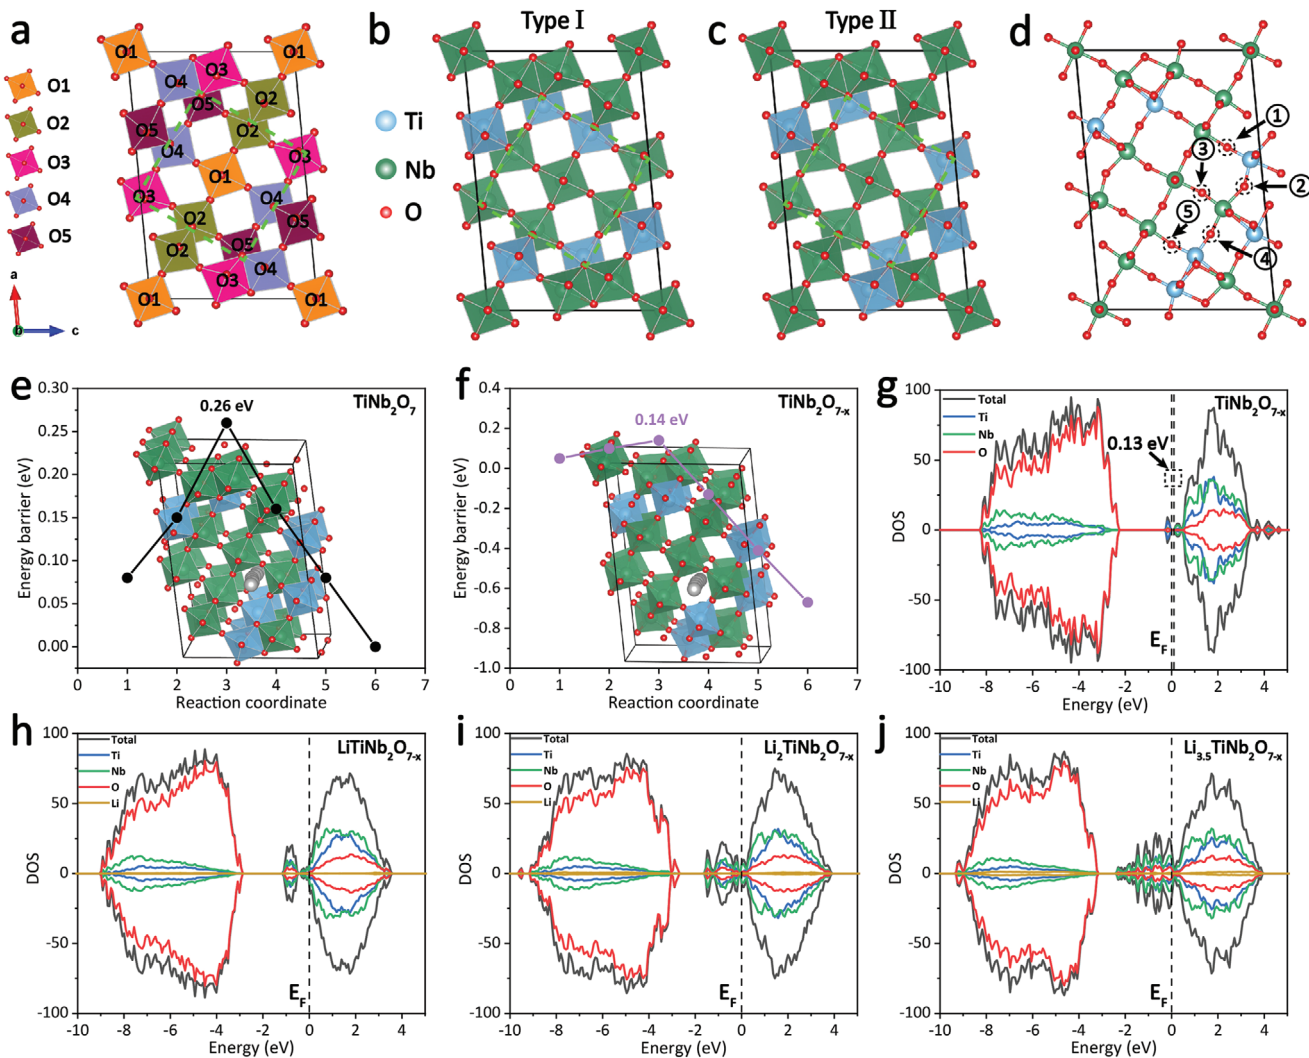 a
O1
O2
O3
O4
O5
a
b
c
O1
O1
O3
O4
O5
O2
O5
O2
O4
O3
O1
O3
O4
O2
O5
O2
O5
O3
O4
O1
O1
b
Type I
Ti
Nb
O
c
Type II
d
①
②
③
④
⑤
e
TiNb2O7
0.26 eV
Energy barrier (eV)
0.30
0.25
0.20
0.15
0.10
0.05
0.00
0 1 2 3 4 5 6 7
Reaction coordinate
f
TiNb2O7-x
0.14 eV
Energy barrier (eV)
0.4
0.2
0.0
-0.2
-0.4
-0.6
-0.8
-1.0
0 1 2 3 4 5 6 7
Reaction coordinate
g
Total
Ti
Nb
O
TiNb2O7-x
0.13 eV
EF
DOS
100
50
0
-50
-100
-10 -8 -6 -4 -2 0 2 4
Energy (eV)
h
Total
Ti
Nb
O
Li
LiTiNb2O7-x
EF
DOS
100
50
0
-50
-100
-10 -8 -6 -4 -2 0 2 4
Energy (eV)
i
Total
Ti
Nb
O
Li
Li2TiNb2O7-x
EF
DOS
100
50
0
-50
-100
-10 -8 -6 -4 -2 0 2 4
Energy (eV)
j
Total
Ti
Nb
O
Li
Li3.5TiNb2O7-x
EF
DOS
100
50
0
-50
-100
-10 -8 -6 -4 -2 0 2 4
Energy (eV)